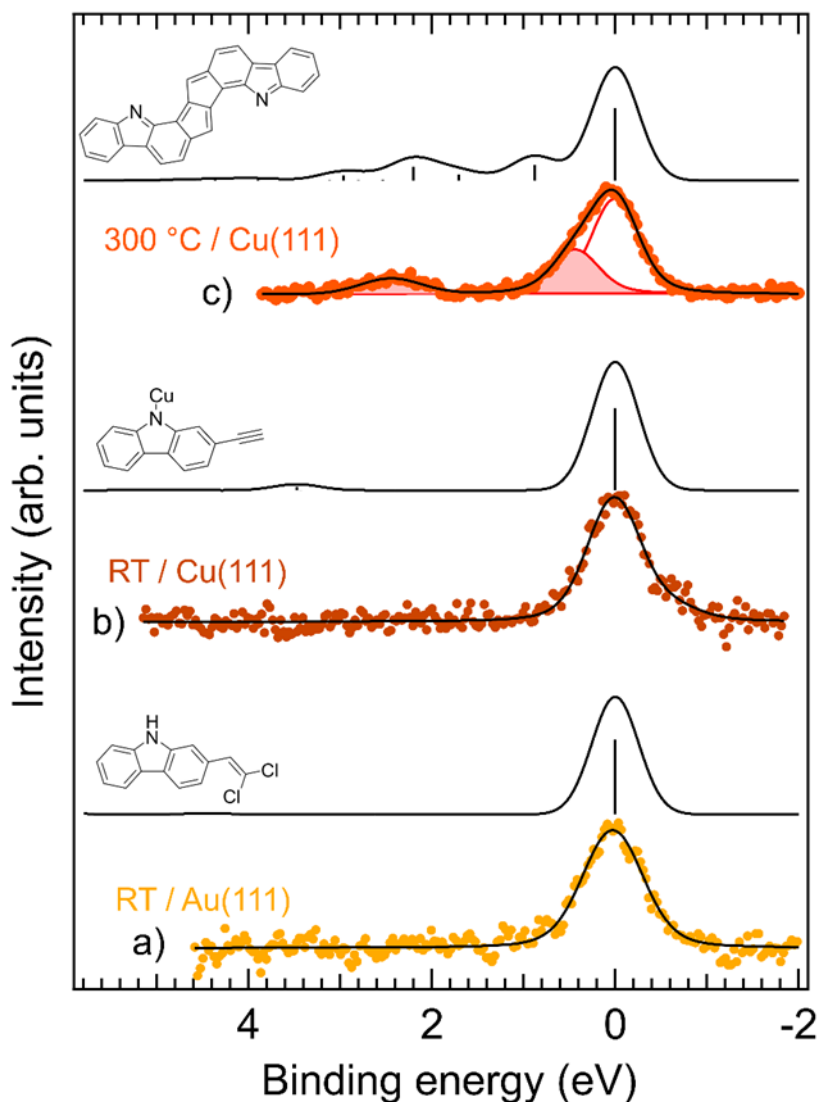 N
N
300 °C / Cu(111)
c)
Cu
N
RT / Cu(111)
b)
H
N
Cl
Cl
RT / Au(111)
a)
4 2 0 -2
Binding energy (eV)
Intensity (arb. units)